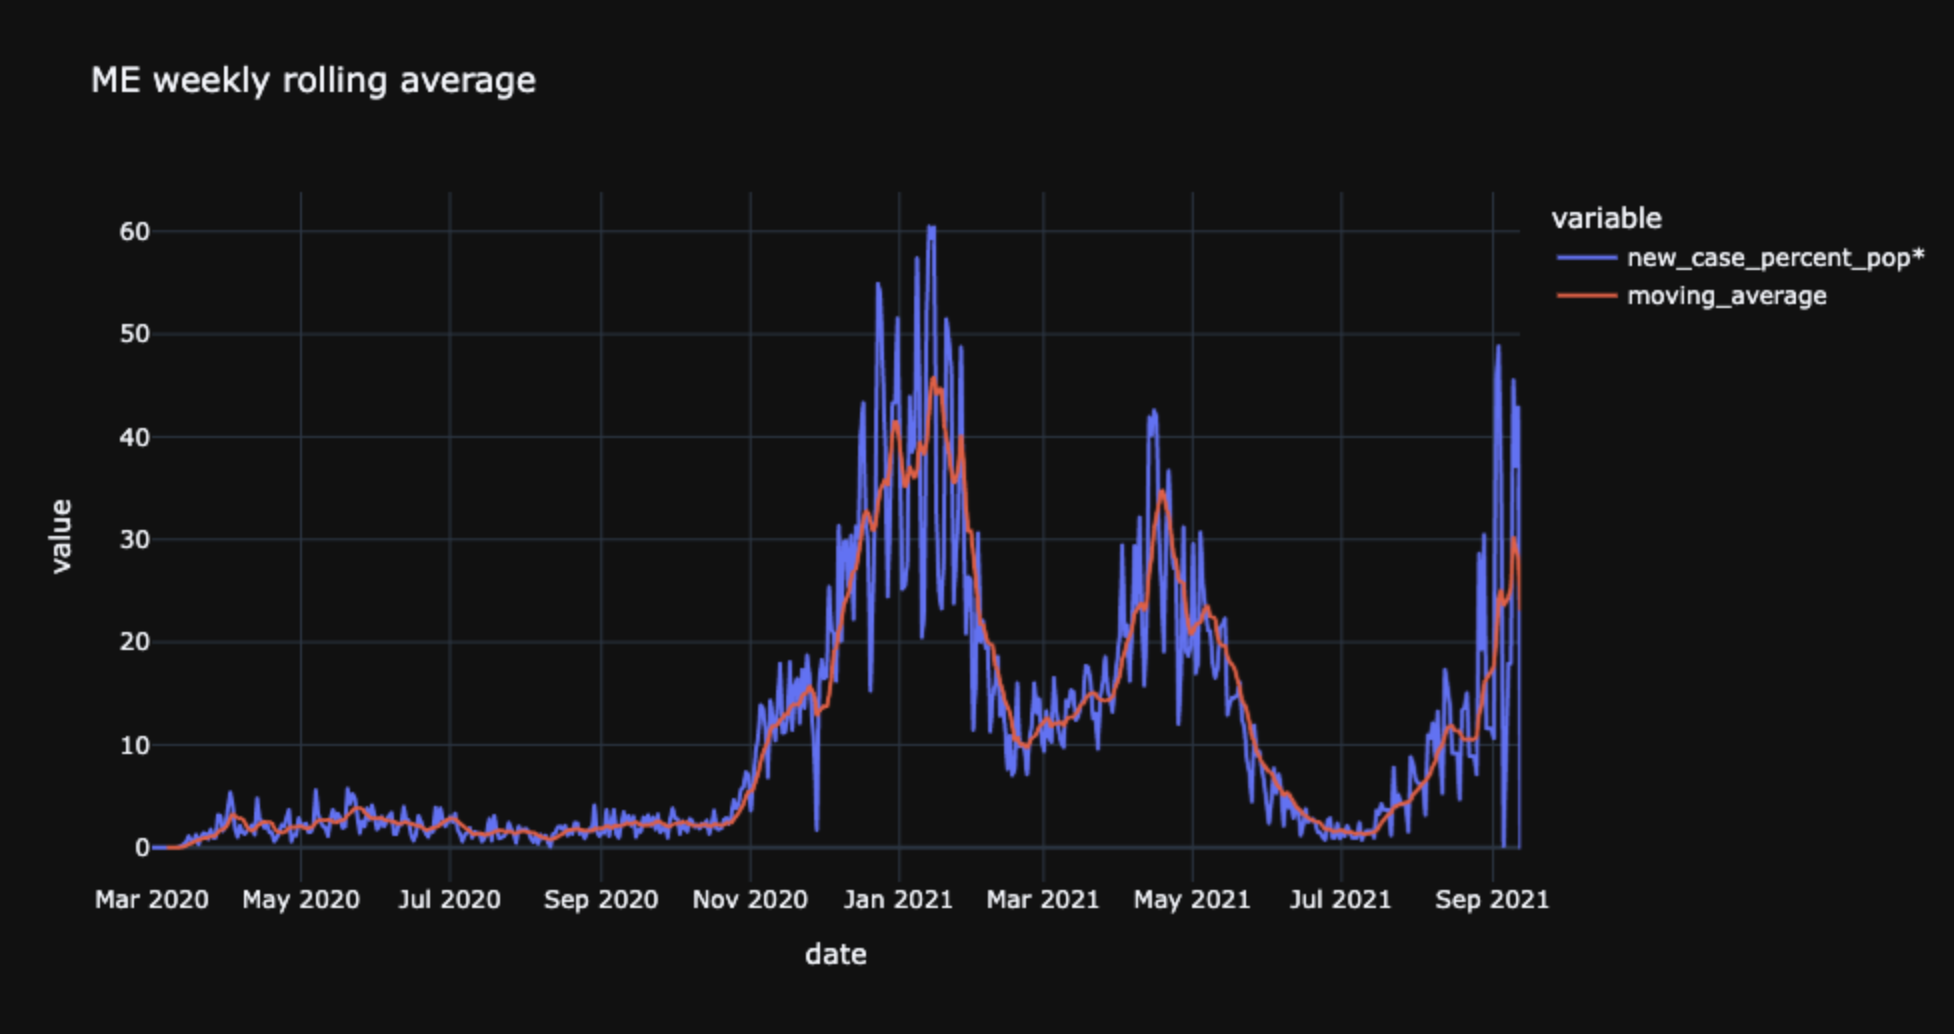 ME weekly rolling average
variable
new_case_percent_pop*
moving_average
value
60
50
40
30
20
10
0
Mar 2020 May 2020 Jul 2020 Sep 2020 Nov 2020 Jan 2021 Mar 2021 May 2021 Jul 2021 Sep 2021
date